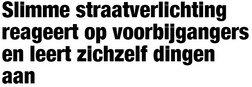 Slimme straatverlichting
reageert op voorbijgangers
en leert zichzelf dingen
aan